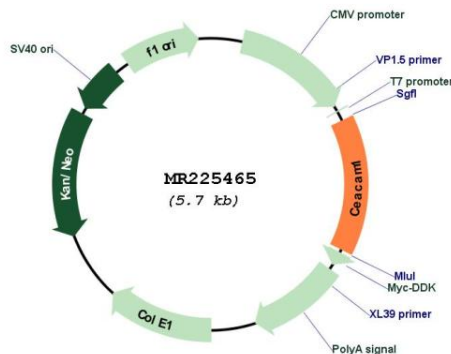 CMV promoter
VP1.5 primer
T7 promoter
SgfI
Ceacam1
MluI
Myc-DDK
XL39 primer
PolyA signal
Col E1
Kan/Neo
SV40 ori
f1 ori
MR225465
(5.7 kb)